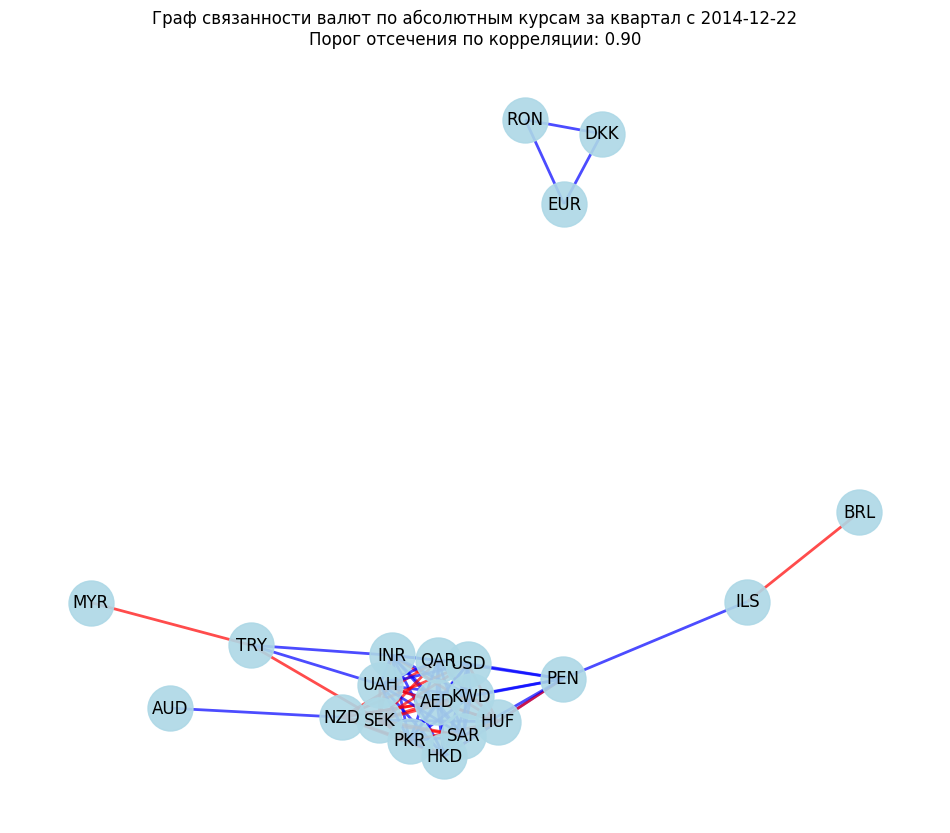 Граф связанности валют по абсолютным курсам за квартал с 2014-12-22
Порог отсечения по корреляции: 0.90
RON
DKK
EUR
BRL
MYR
ILS
TRY
INR
QAR
USD
PEN
UAH
KWD
AED
AUD
NZD
SEK
HUF
SAR
PKR
HKD